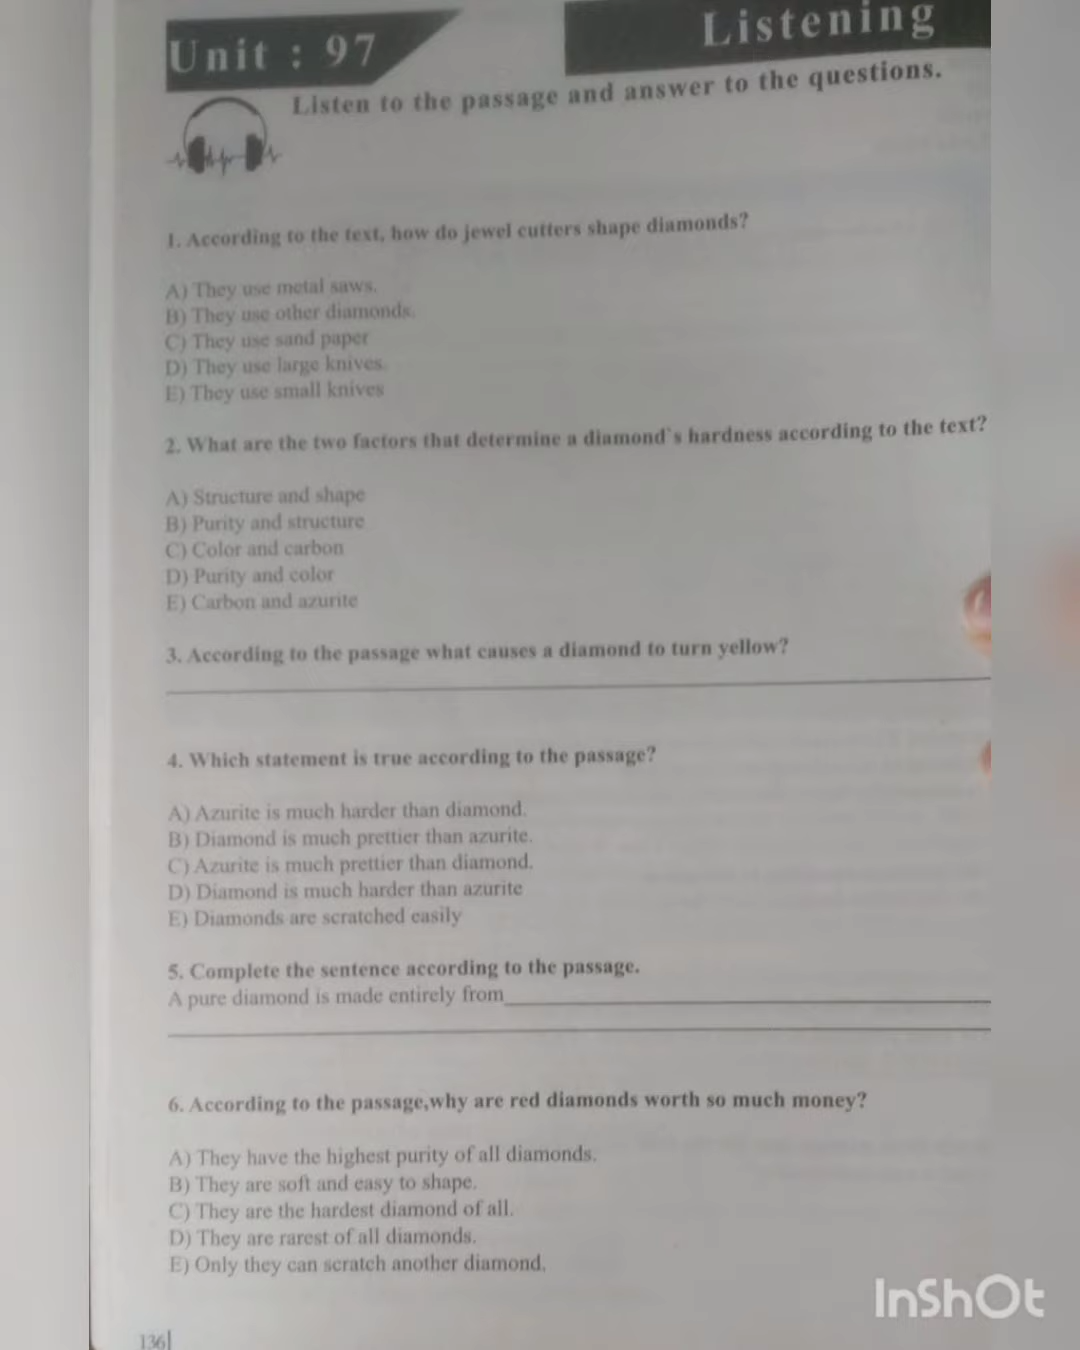 Unit : 97
Listening
Listen to the passage and answer to the questions.
1. According to the text, how do jewel cutters shape diamonds?
A) They use metal saws.
B) They use other diamonds.
C) They use sand paper
D) They use large knives.
E) They use small knives
2. What are the two factors that determine a diamond`s hardness according to the text?
A) Structure and shape
B) Purity and structure
C) Color and carbon
D) Purity and color
E) Carbon and azurite
3. According to the passage what causes a diamond to turn yellow?
4. Which statement is true according to the passage?
A) Azurite is much harder than diamond.
B) Diamond is much prettier than azurite.
C) Azurite is much prettier than diamond.
D) Diamond is much harder than azurite
E) Diamonds are scratched easily
5. Complete the sentence according to the passage.
A pure diamond is made entirely from
6. According to the passage,why are red diamonds worth so much money?
A) They have the highest purity of all diamonds.
B) They are soft and easy to shape.
C) They are the hardest diamond of all.
D) They are rarest of all diamonds.
E) Only they can scratch another diamond.
136
InShOt